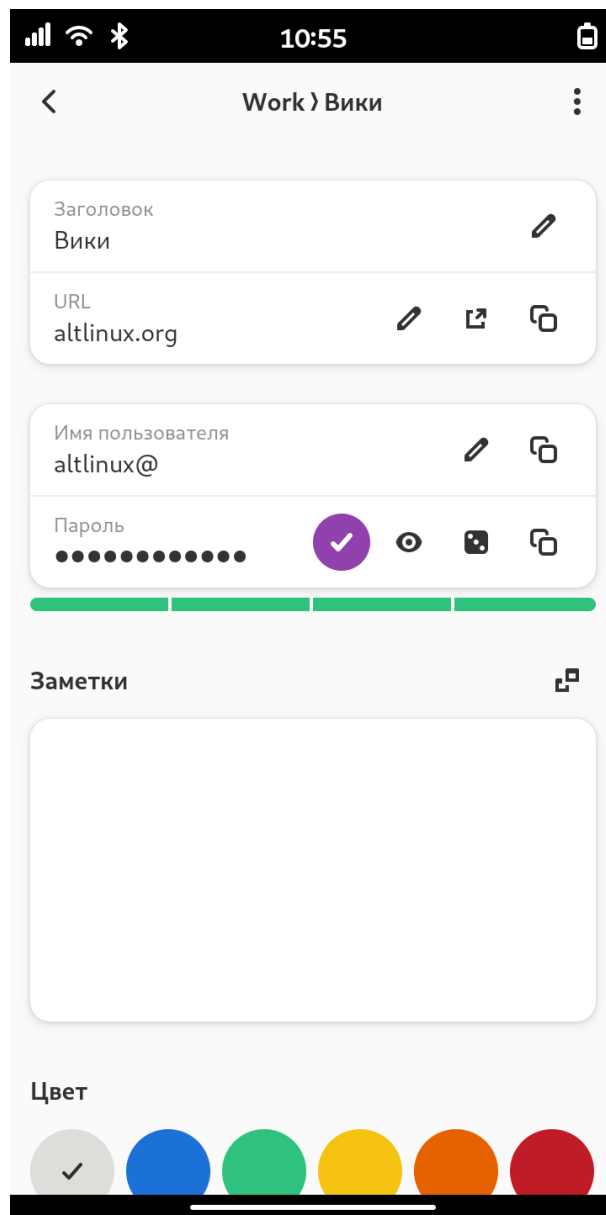 10:55
Work ⟩ Вики
Заголовок
Вики
URL
altlinux.org
Имя пользователя
altlinux@
Пароль
●●●●●●●●●●●●
Заметки
Цвет